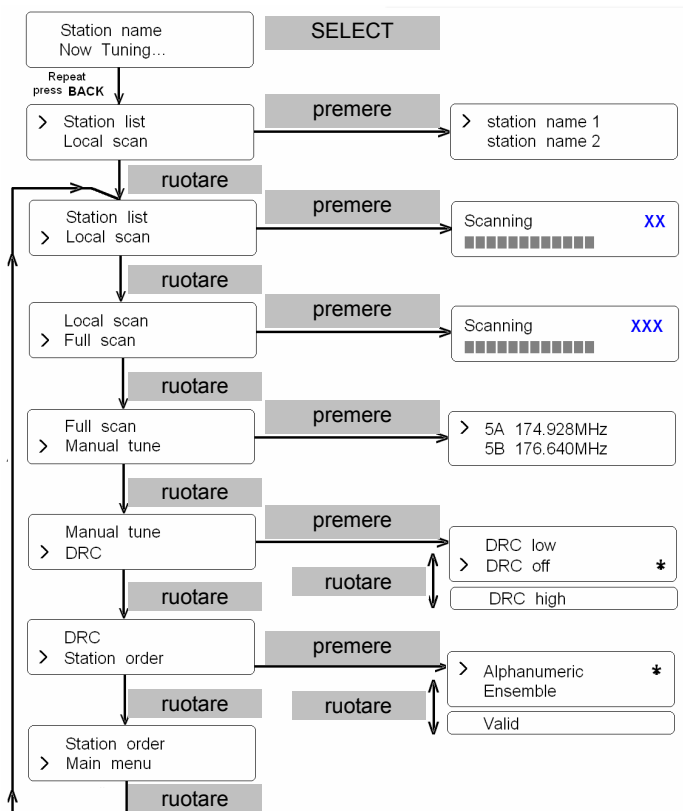 Station name
Now Tuning...
SELECT
Repeat
press BACK
> Station list
Local scan
premere
> station name 1
station name 2
ruotare
Station list
> Local scan
premere
Scanning XX
ruotare
Local scan
> Full scan
premere
Scanning XXX
ruotare
Full scan
> Manual tune
premere
> 5A 174.928MHz
5B 176.640MHz
ruotare
Manual tune
> DRC
premere
DRC low
> DRC off *
DRC high
ruotare
ruotare
DRC
> Station order
premere
> Alphanumeric *
Ensemble
Valid
ruotare
ruotare
Station order
> Main menu
ruotare